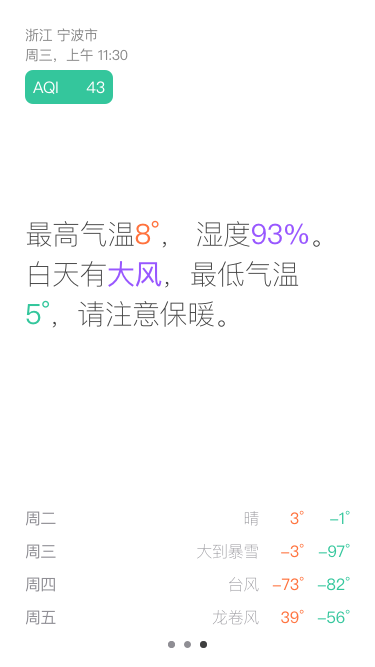 浙江 宁波市
周三，上午 11:30
AQI 43
最高气温8°， 湿度93%。
白天有大风，最低气温
5°，请注意保暖。
周二 晴 3° -1°
周三 大到暴雪 -3° -97°
周四 台风 -73° -82°
周五 龙卷风 39° -56°